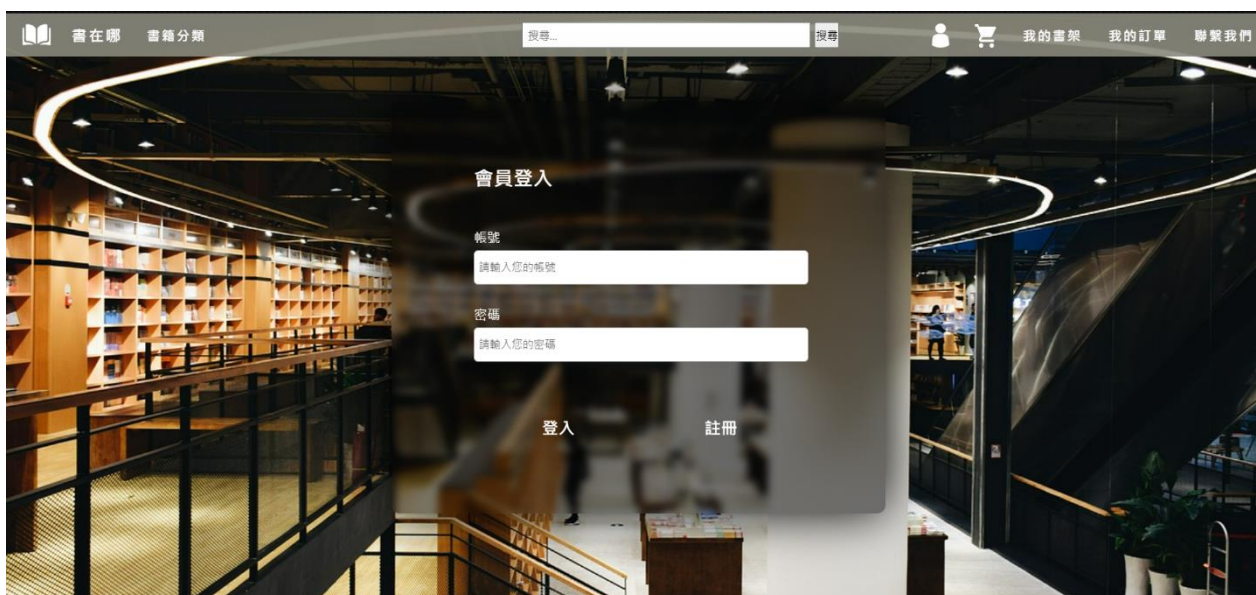 書在哪 書籍分類 搜尋... 搜尋 我的書架 我的訂單 聯繫我們
會員登入
帳號
請輸入您的帳號
密碼
請輸入您的密碼
登入 註冊